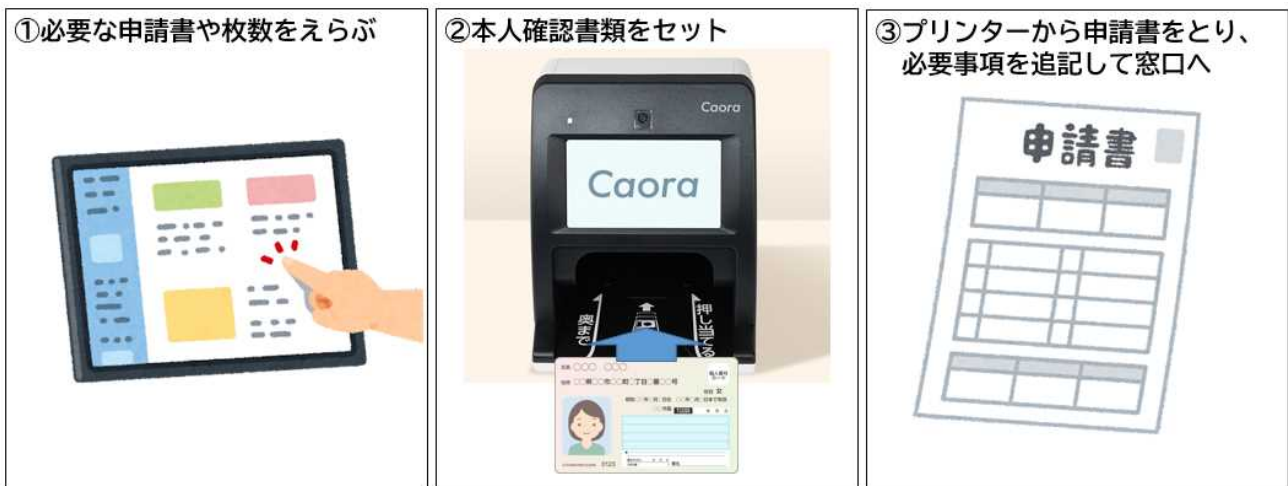 ①必要な申請書や枚数をえらぶ
②本人確認書類をセット
Caora
Caora
奥まで
押し当てる
③プリンターから申請書をとり、
必要事項を追記して窓口へ
申請書